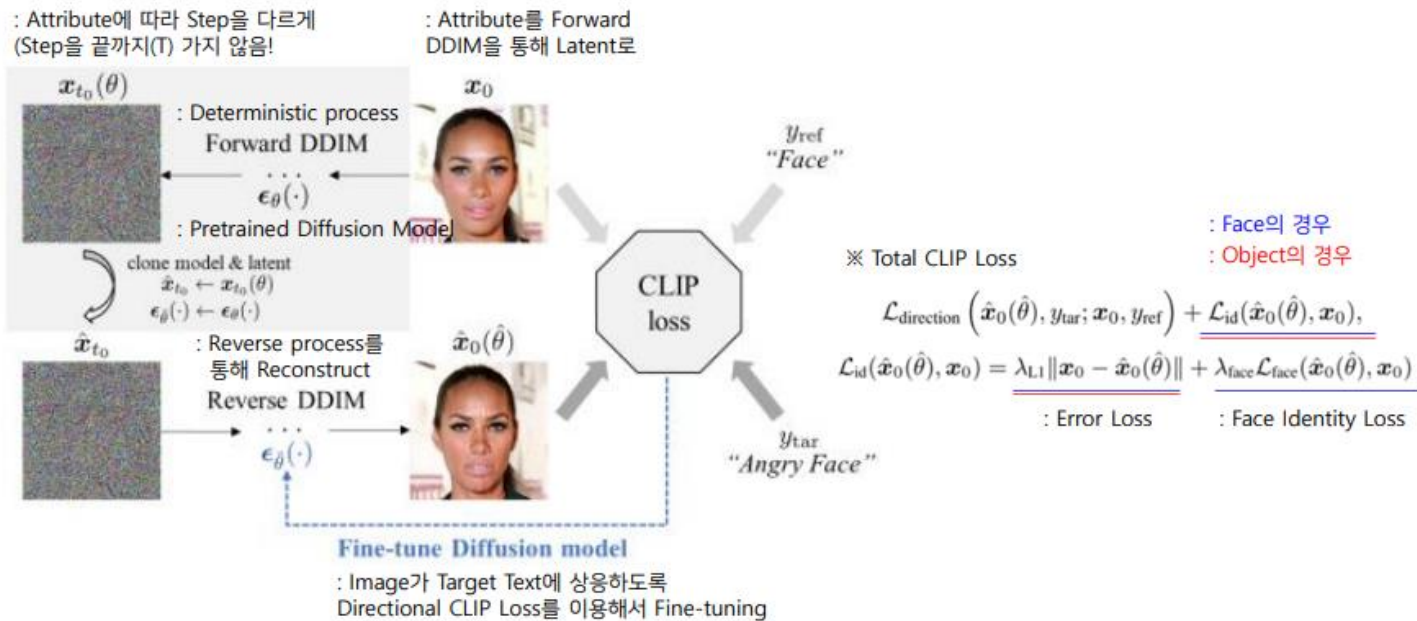 : Attribute에 따라 Step을 다르게
(Step을 끝까지(T) 가지 않음!
: Attribute를 Forward
DDIM을 통해 Latent로
x_{t_0}(θ)
x_0
: Deterministic process
Forward DDIM
· · ·
ϵ_θ(·)
: Pretrained Diffusion Model
clone model & latent
x̂_{t_0} ← x_{t_0}(θ)
ϵ_{θ̂}(·) ← ϵ_θ(·)
x̂_{t_0}
: Reverse process를
통해 Reconstruct
Reverse DDIM
· · ·
ϵ_{θ̂}(·)
x̂_0(θ̂)
y_ref
“Face”
CLIP
loss
y_tar
“Angry Face”
Fine-tune Diffusion model
: Image가 Target Text에 상응하도록
Directional CLIP Loss를 이용해서 Fine-tuning
: Face의 경우
: Object의 경우
※ Total CLIP Loss
ℒ_direction (x̂_0(θ̂), y_tar; x_0, y_ref) + ℒ_id(x̂_0(θ̂), x_0),
ℒ_id(x̂_0(θ̂), x_0) = λ_L1‖x_0 − x̂_0(θ̂)‖ + λ_face ℒ_face(x̂_0(θ̂), x_0)
: Error Loss
: Face Identity Loss